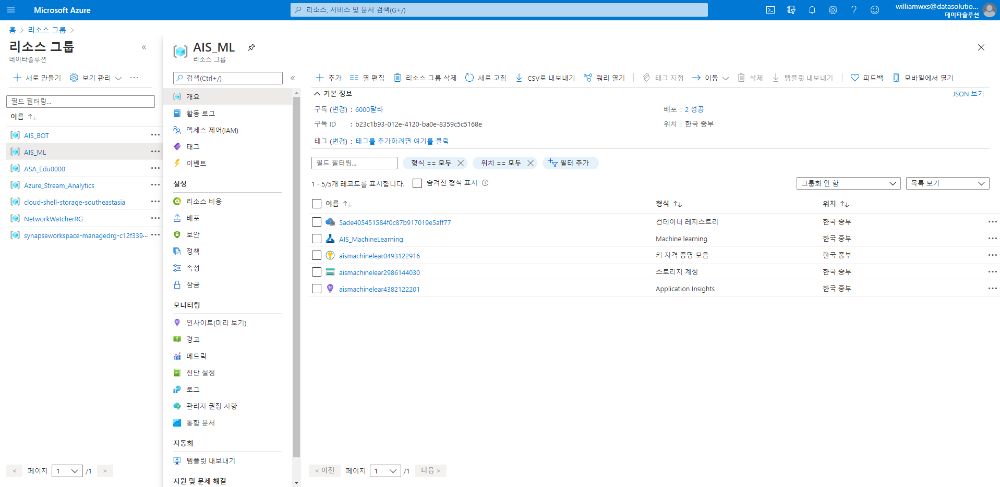 Microsoft Azure
리소스, 서비스 및 문서 검색(G+/)
williamwxs@datasolutio...
데이타솔루션
홈 > 리소스 그룹 >
리소스 그룹
데이타솔루션
새로 만들기 보기 관리
필드 필터링...
이름
AIS_BOT
AIS_ML
ASA_Edu0000
Azure_Stream_Analytics
cloud-shell-storage-southeastasia
NetworkWatcherRG
synapseworkspace-managedrg-c12f339...
< 페이지 1 /1 >
AIS_ML
리소스 그룹
검색(Ctrl+/)
개요
활동 로그
액세스 제어(IAM)
태그
이벤트
설정
리소스 비용
배포
보안
정책
속성
잠금
모니터링
인사이트(미리 보기)
경고
메트릭
진단 설정
로그
관리자 권장 사항
통합 문서
자동화
템플릿 내보내기
지원 및 문제 해결
추가 열 편집 리소스 그룹 삭제 새로 고침 CSV로 내보내기 쿼리 열기 태그 지정 이동 삭제 템플릿 내보내기 피드백 모바일에서 열기
기본 정보 JSON 보기
구독 (변경) : 6000달라 배포 : 2 성공
구독 ID : b23c1b93-012e-4120-ba0e-8359c5c5168e 위치 : 한국 중부
태그 (변경) : 태그를 추가하려면 여기를 클릭
필드 필터링... 형식 == 모두 위치 == 모두 필터 추가
1 - 5/5개 레코드를 표시합니다. 숨겨진 형식 표시 그룹화 안 함 목록 보기
이름 형식 위치
5ade405451584f0c87b917019e5aff77 컨테이너 레지스트리 한국 중부
AIS_MachineLearning Machine learning 한국 중부
aismachinelear0493122916 키 자격 증명 모음 한국 중부
aismachinelear2986144030 스토리지 계정 한국 중부
aismachinelear4382122201 Application Insights 한국 중부
< 이전 페이지 1 /1 다음 >